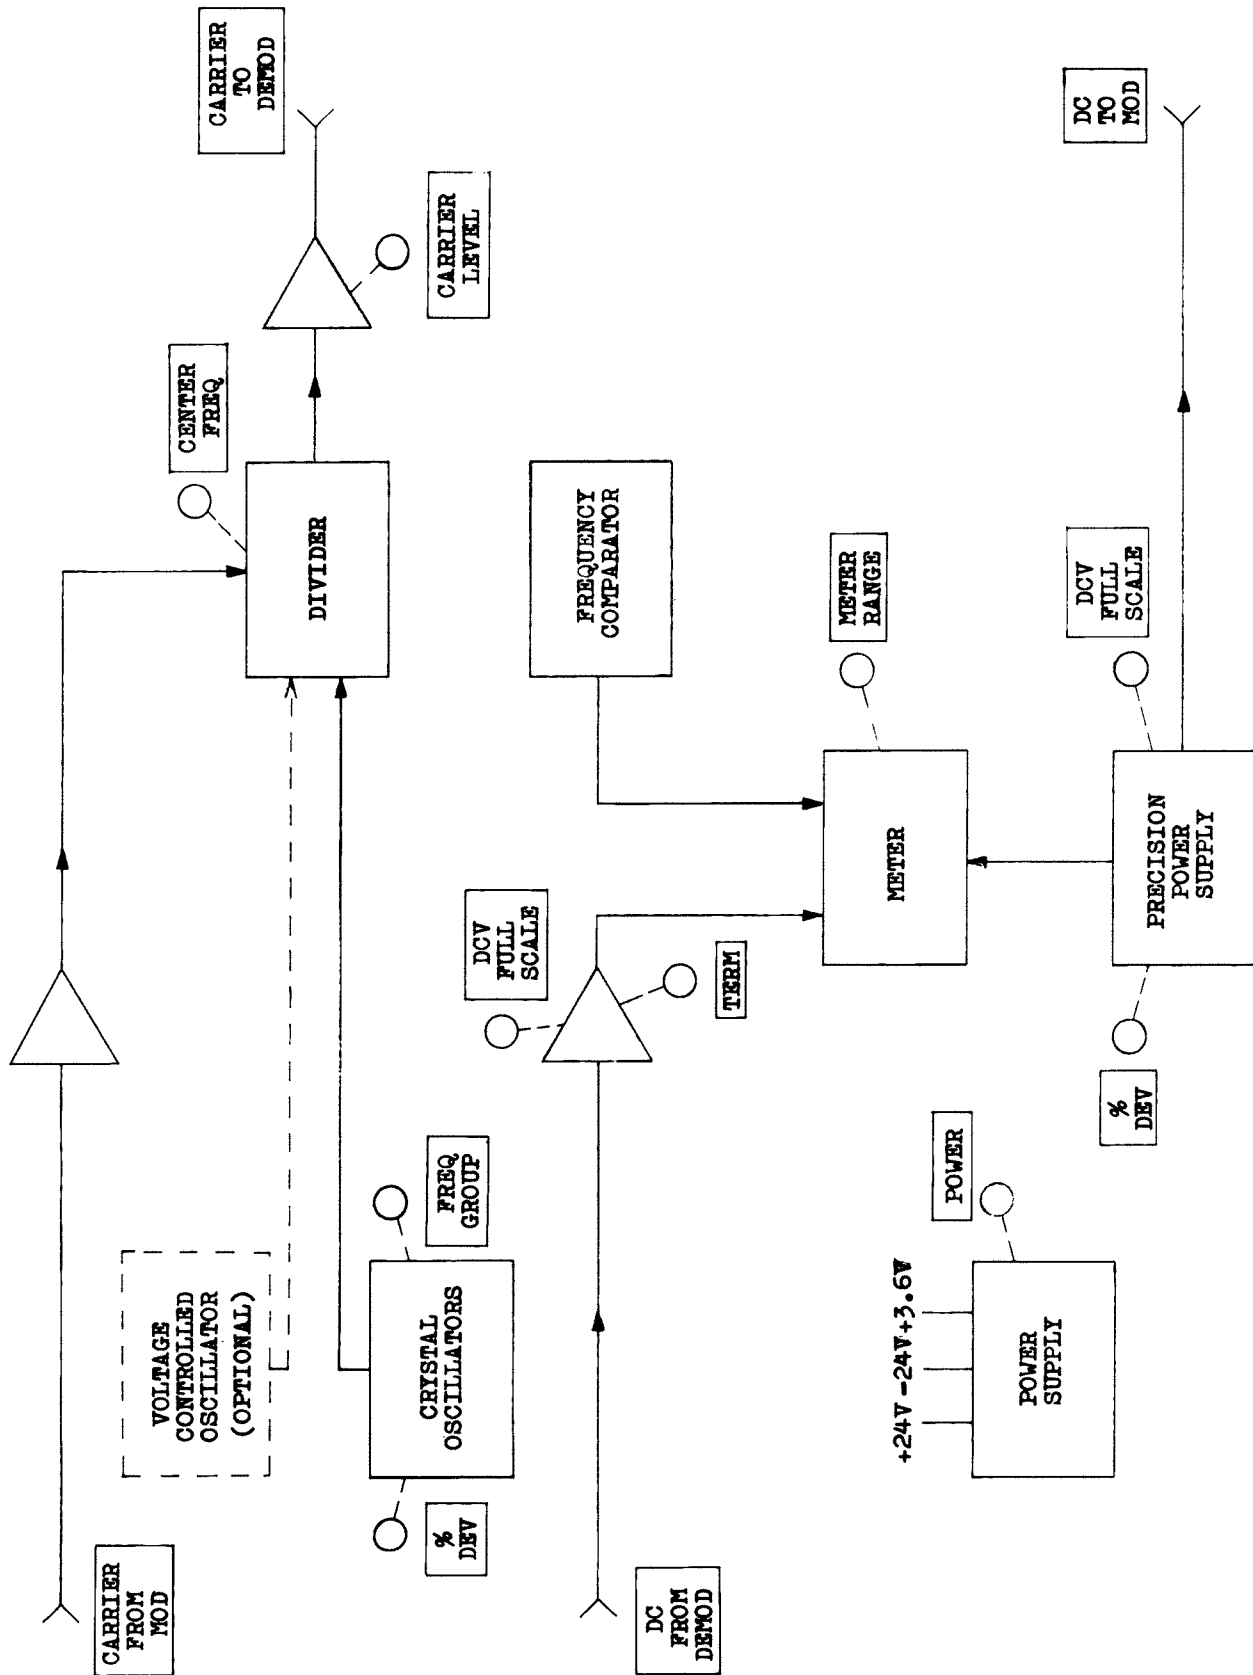 CARRIER
FROM
MOD
VOLTAGE
CONTROLLED
OSCILLATOR
(OPTIONAL)
CENTER
FREQ
CARRIER
TO
DEMOD
DIVIDER
%
DEV
CRYSTAL
OSCILLATORS
FREQ
GROUP
CARRIER
LEVEL
DC
FROM
DEMOD
DCV
FULL
SCALE
TERM
FREQUENCY
COMPARATOR
METER
METER
RANGE
+24V -24V +3.6V
POWER
SUPPLY
POWER
%
DEV
PRECISION
POWER
SUPPLY
DCV
FULL
SCALE
DC
TO
MOD